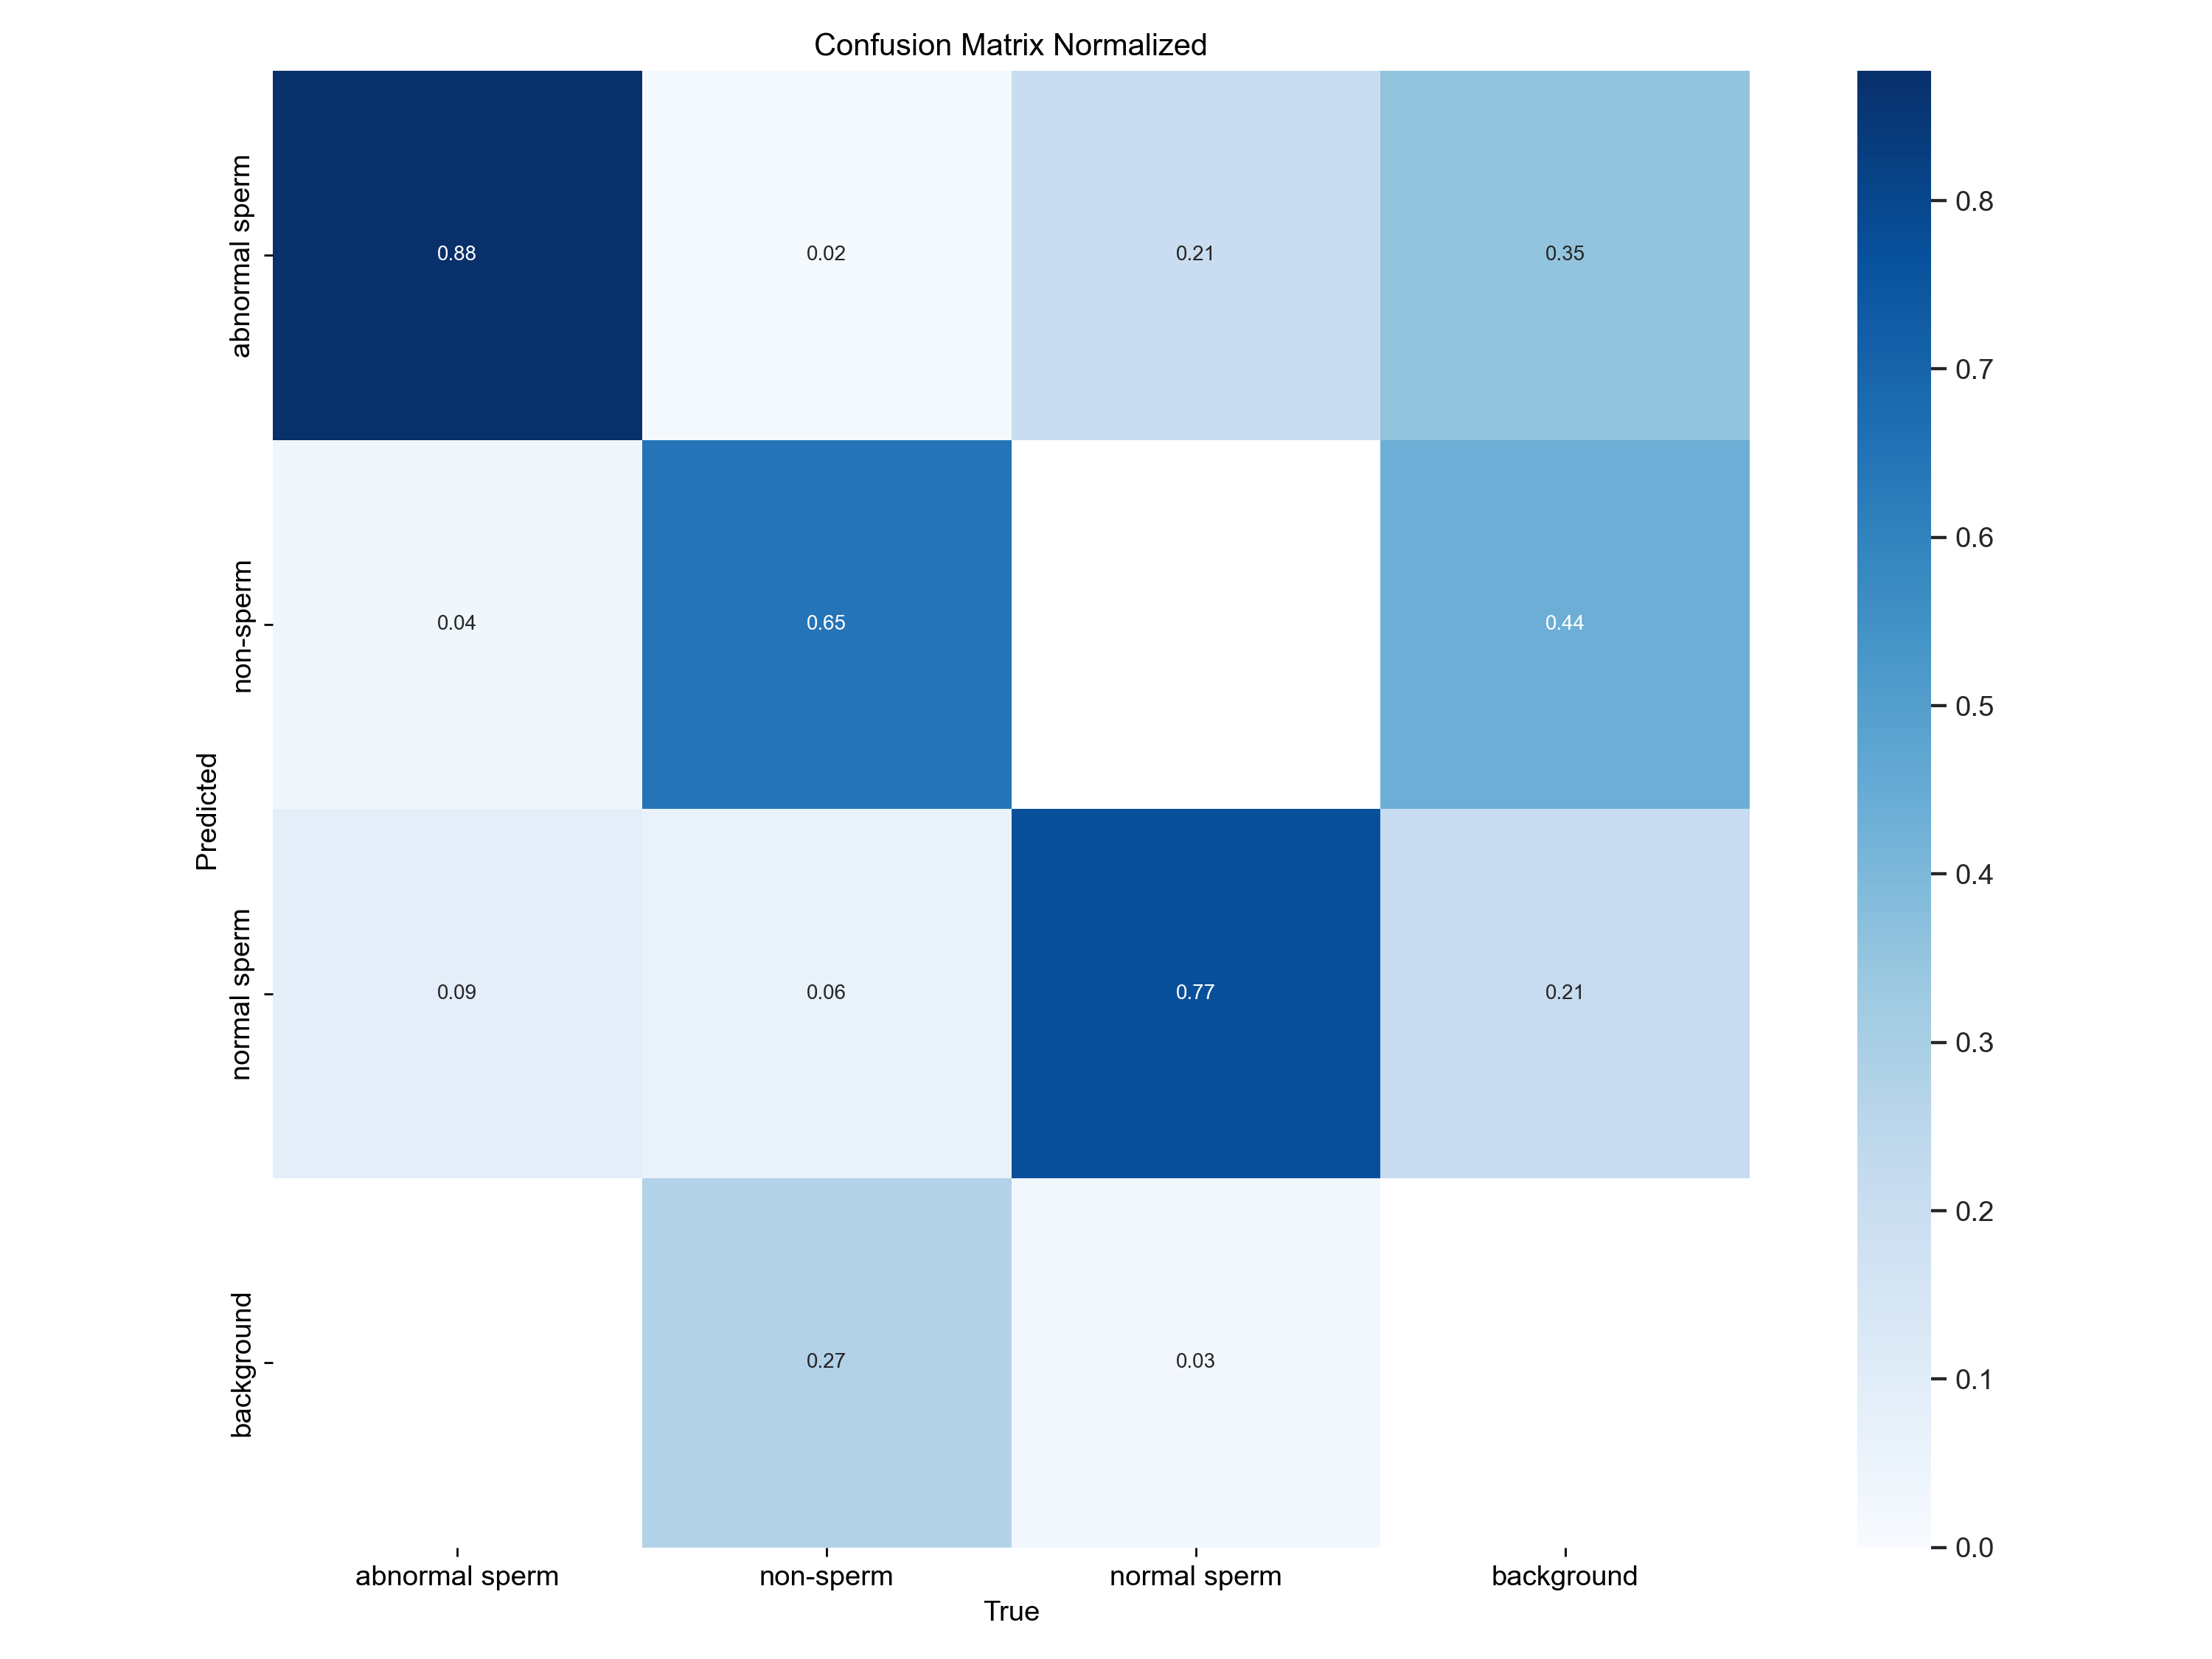 Confusion Matrix Normalized
abnormal sperm
0.88
0.02
0.21
0.35
non-sperm
0.04
0.65
0.44
normal sperm
0.09
0.06
0.77
0.21
background
0.27
0.03
Predicted
abnormal sperm
non-sperm
normal sperm
background
True
0.8
0.7
0.6
0.5
0.4
0.3
0.2
0.1
0.0